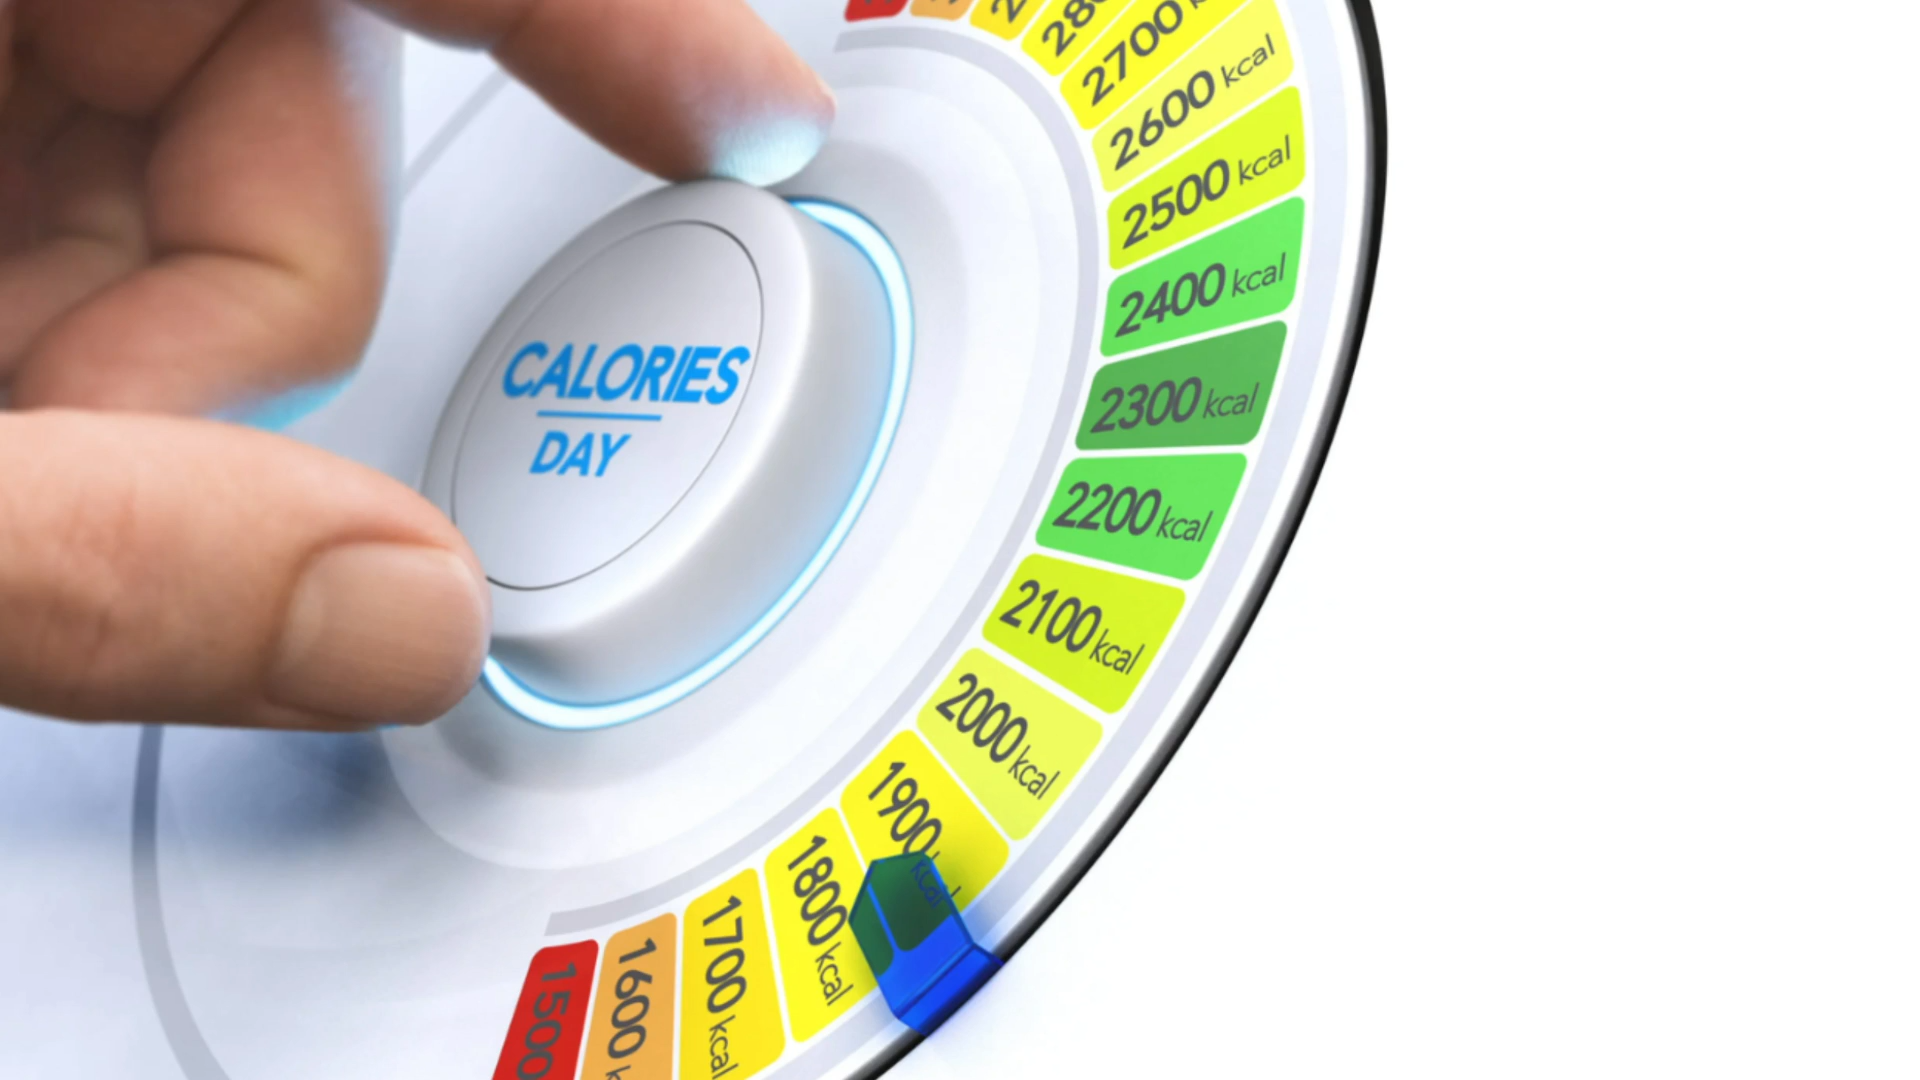 CALORIES
DAY
2700
2600 kcal
2500 kcal
2400 kcal
2300 kcal
2200 kcal
2100 kcal
2000 kcal
1900 kcal
1800 kcal
1700 kcal
1600
1500